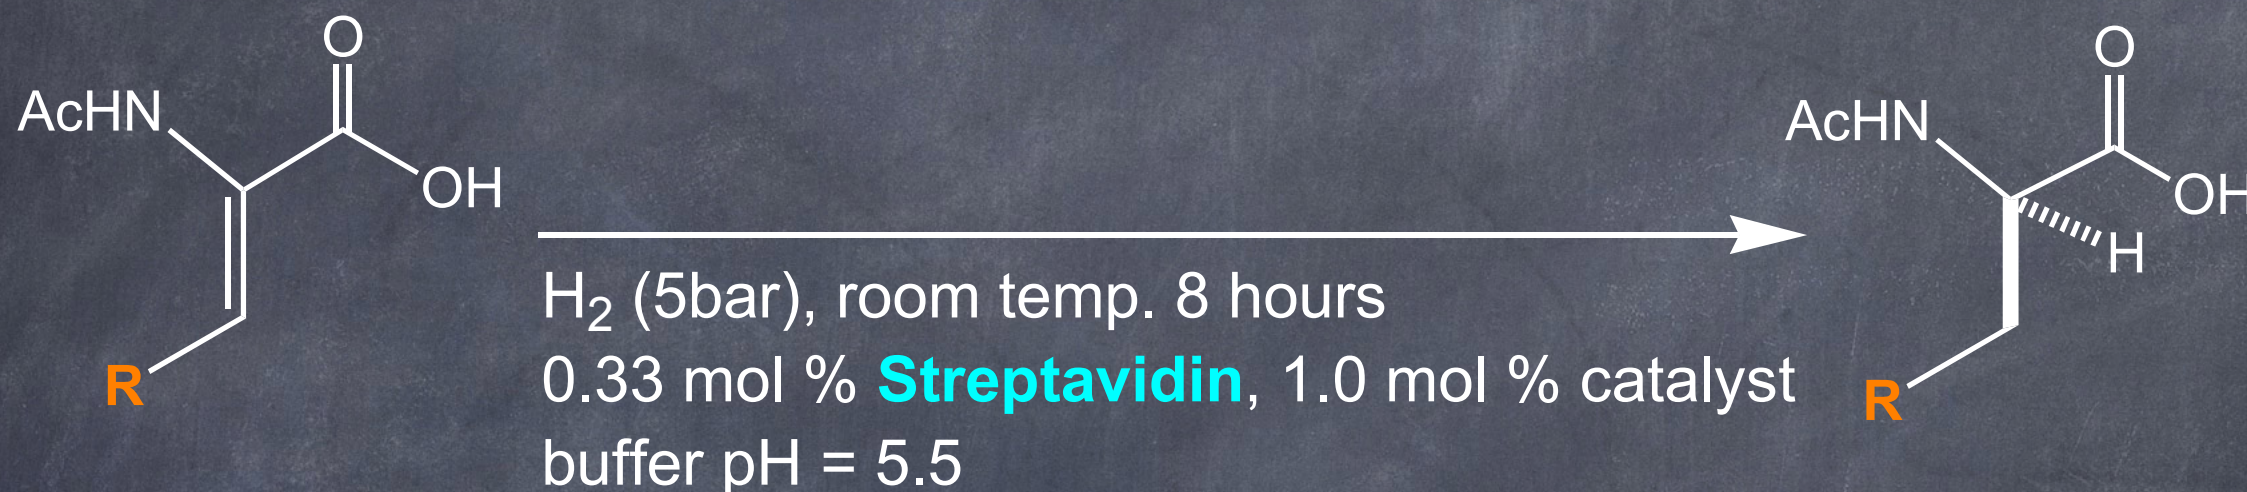 O
AcHN
OH
R
H₂ (5bar), room temp. 8 hours
0.33 mol % Streptavidin, 1.0 mol % catalyst
buffer pH = 5.5
O
AcHN
OH
H
R